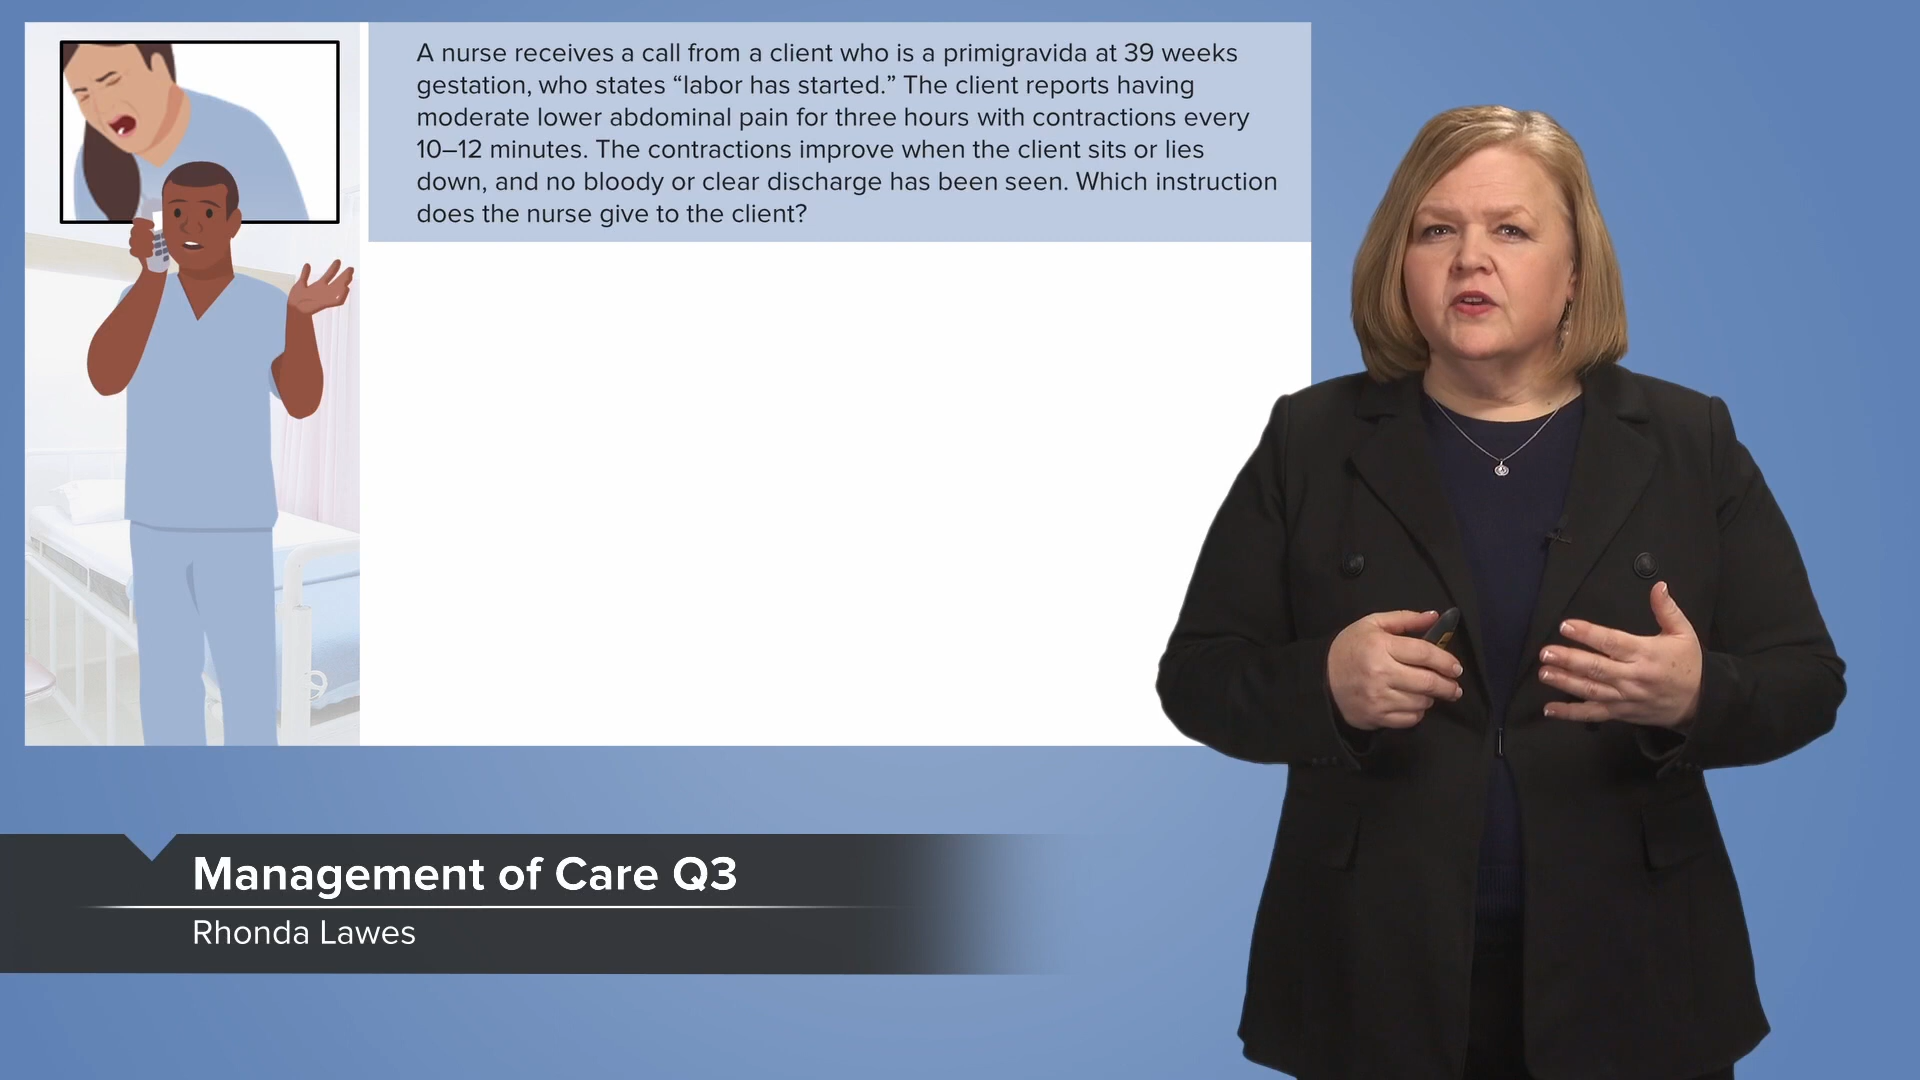 A nurse receives a call from a client who is a primigravida at 39 weeks
gestation, who states “labor has started.” The client reports having
moderate lower abdominal pain for three hours with contractions every
10–12 minutes. The contractions improve when the client sits or lies
down, and no bloody or clear discharge has been seen. Which instruction
does the nurse give to the client?
Management of Care Q3
Rhonda Lawes